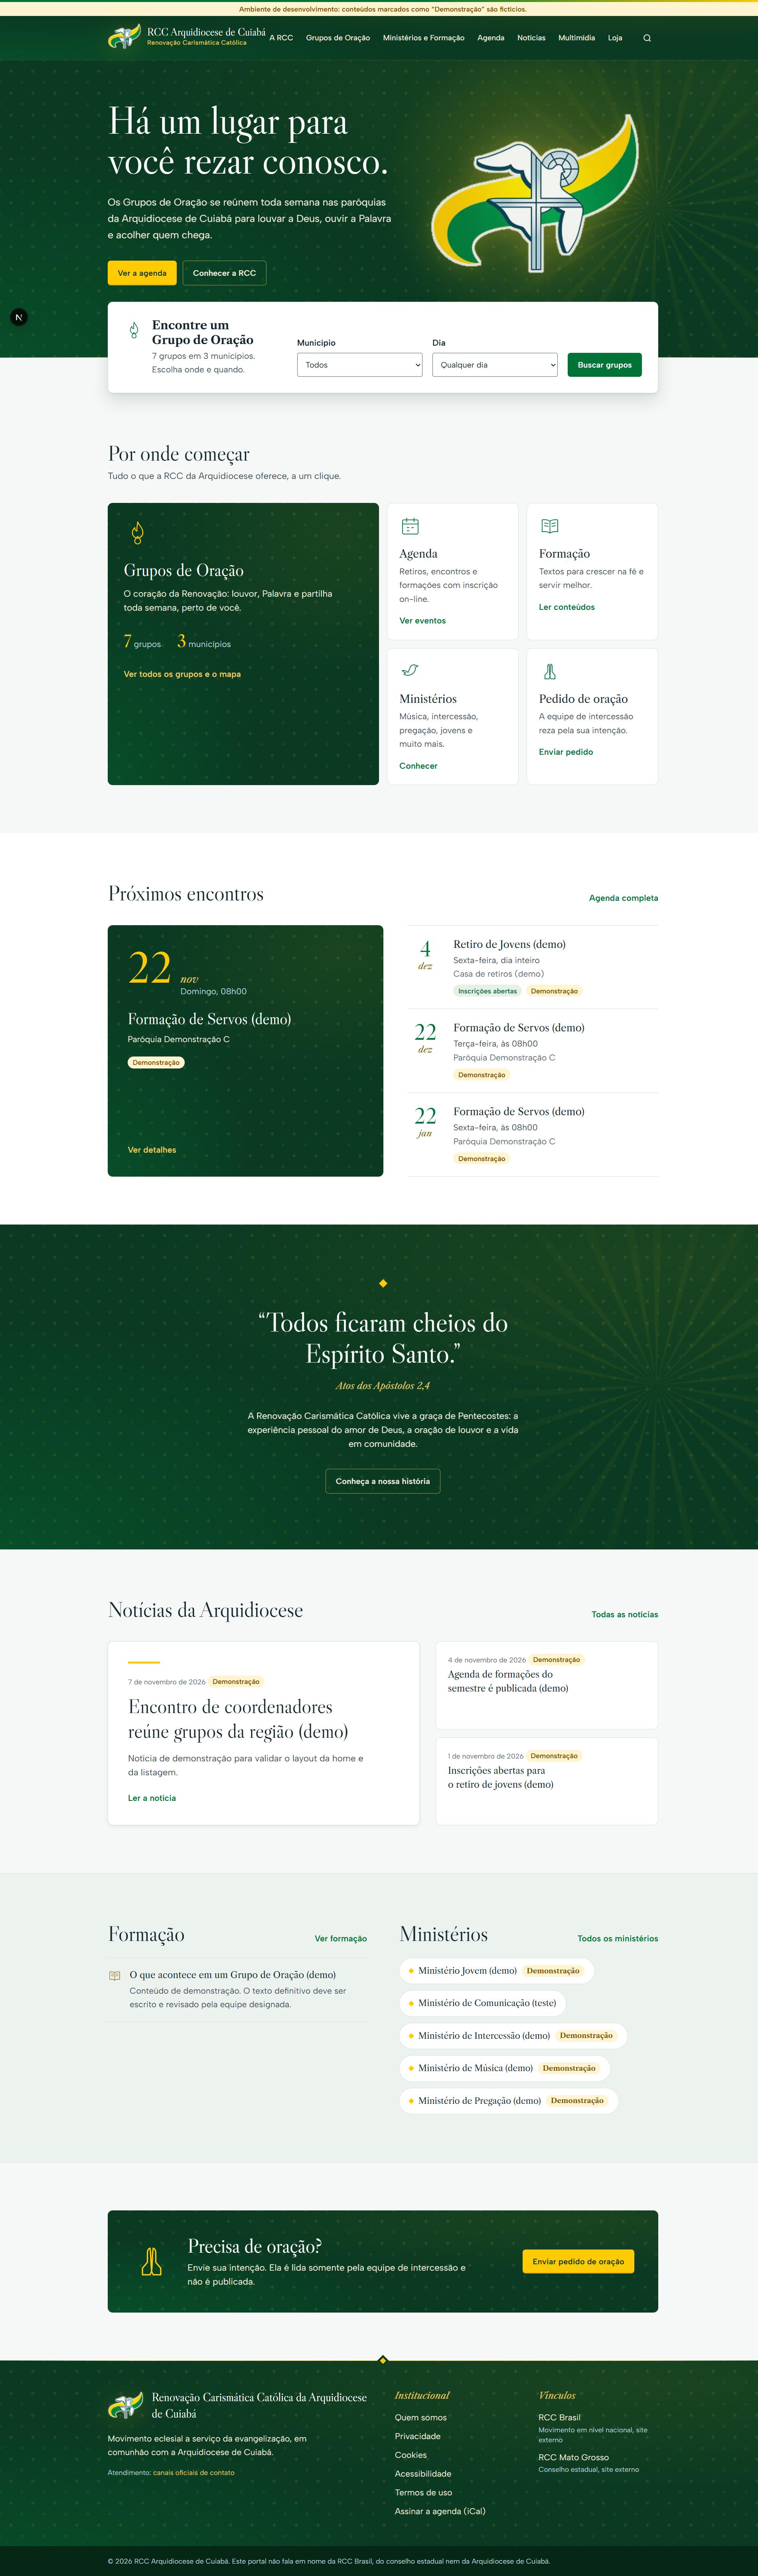 Ambiente de desenvolvimento: conteúdos marcados como "Demonstração" são fictícios.
RCC Arquidiocese de Cuiabá
Renovação Carismática Católica
A RCC
Grupos de Oração
Ministérios e Formação
Agenda
Notícias
Multimídia
Loja
Há um lugar para
você rezar conosco.
Os Grupos de Oração se reúnem toda semana nas paróquias
da Arquidiocese de Cuiabá para louvar a Deus, ouvir a Palavra
e acolher quem chega.
Ver a agenda
Conhecer a RCC
N
Encontre um
Grupo de Oração
7 grupos em 3 municípios.
Escolha onde e quando.
Município
Todos
Dia
Qualquer dia
Buscar grupos
Por onde começar
Tudo o que a RCC da Arquidiocese oferece, a um clique.
Grupos de Oração
O coração da Renovação: louvor, Palavra e partilha
toda semana, perto de você.
7 grupos
3 municípios
Ver todos os grupos e o mapa
Agenda
Retiros, encontros e
formações com inscrição
on-line.
Ver eventos
Formação
Textos para crescer na fé e
servir melhor.
Ler conteúdos
Ministérios
Música, intercessão,
pregação, jovens e
muito mais.
Conhecer
Pedido de oração
A equipe de intercessão
reza pela sua intenção.
Enviar pedido
Próximos encontros
Agenda completa
22 nov
Domingo, 08h00
Formação de Servos (demo)
Paróquia Demonstração C
Demonstração
Ver detalhes
4
dez
Retiro de Jovens (demo)
Sexta-feira, dia inteiro
Casa de retiros (demo)
Inscrições abertas
Demonstração
22
dez
Formação de Servos (demo)
Terça-feira, às 08h00
Paróquia Demonstração C
Demonstração
22
jan
Formação de Servos (demo)
Sexta-feira, às 08h00
Paróquia Demonstração C
Demonstração
“Todos ficaram cheios do
Espírito Santo.”
Atos dos Apóstolos 2,4
A Renovação Carismática Católica vive a graça de Pentecostes: a
experiência pessoal do amor de Deus, a oração de louvor e a vida
em comunidade.
Conheça a nossa história
Notícias da Arquidiocese
Todas as notícias
7 de novembro de 2026 Demonstração
Encontro de coordenadores
reúne grupos da região (demo)
Notícia de demonstração para validar o layout da home e
da listagem.
Ler a notícia
4 de novembro de 2026 Demonstração
Agenda de formações do
semestre é publicada (demo)
1 de novembro de 2026 Demonstração
Inscrições abertas para
o retiro de jovens (demo)
Formação
Ver formação
O que acontece em um Grupo de Oração (demo)
Conteúdo de demonstração. O texto definitivo deve ser
escrito e revisado pela equipe designada.
Ministérios
Todos os ministérios
Ministério Jovem (demo) Demonstração
Ministério de Comunicação (teste)
Ministério de Intercessão (demo) Demonstração
Ministério de Música (demo) Demonstração
Ministério de Pregação (demo) Demonstração
Precisa de oração?
Envie sua intenção. Ela é lida somente pela equipe de intercessão e
não é publicada.
Enviar pedido de oração
Renovação Carismática Católica da Arquidiocese
de Cuiabá
Movimento eclesial a serviço da evangelização, em
comunhão com a Arquidiocese de Cuiabá.
Atendimento: canais oficiais de contato
Institucional
Quem somos
Privacidade
Cookies
Acessibilidade
Termos de uso
Assinar a agenda (iCal)
Vínculos
RCC Brasil
Movimento em nível nacional, site
externo
RCC Mato Grosso
Conselho estadual, site externo
© 2026 RCC Arquidiocese de Cuiabá. Este portal não fala em nome da RCC Brasil, do conselho estadual nem da Arquidiocese de Cuiabá.